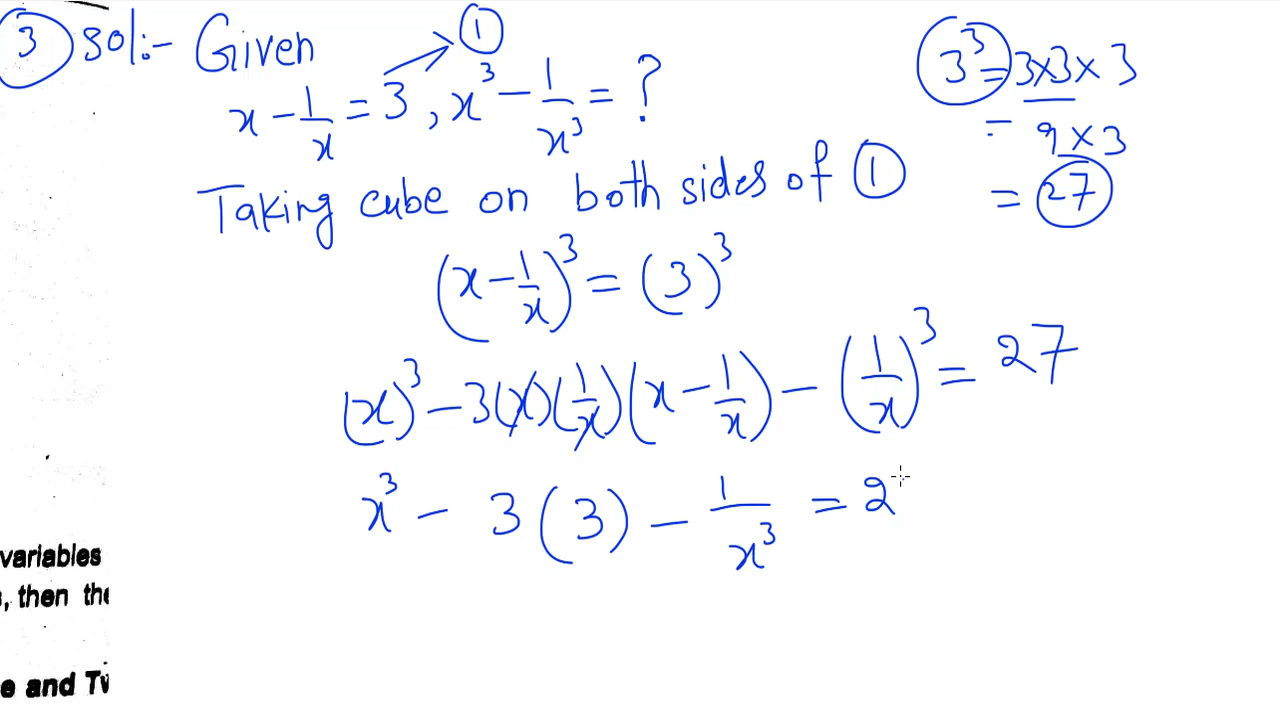 ③ Sol:- Given ①
x - 1/x = 3, x³ - 1/x³ = ?
3³ = 3×3×3
= 9×3
= 27
Taking cube on both sides of ①
(x - 1/x)³ = (3)³
(x)³ - 3(x)(1/x)(x - 1/x) - (1/x)³ = 27
x³ - 3(3) - 1/x³ = 2
variables
, then the
e and Tw